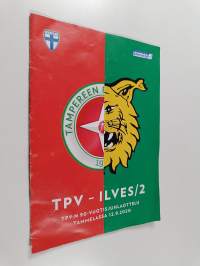 TAMPEREEN
TPV – ILVES/2
TPV:N 90-VUOTISJUHLAOTTELU
TAMMELASSA 12.9.2020